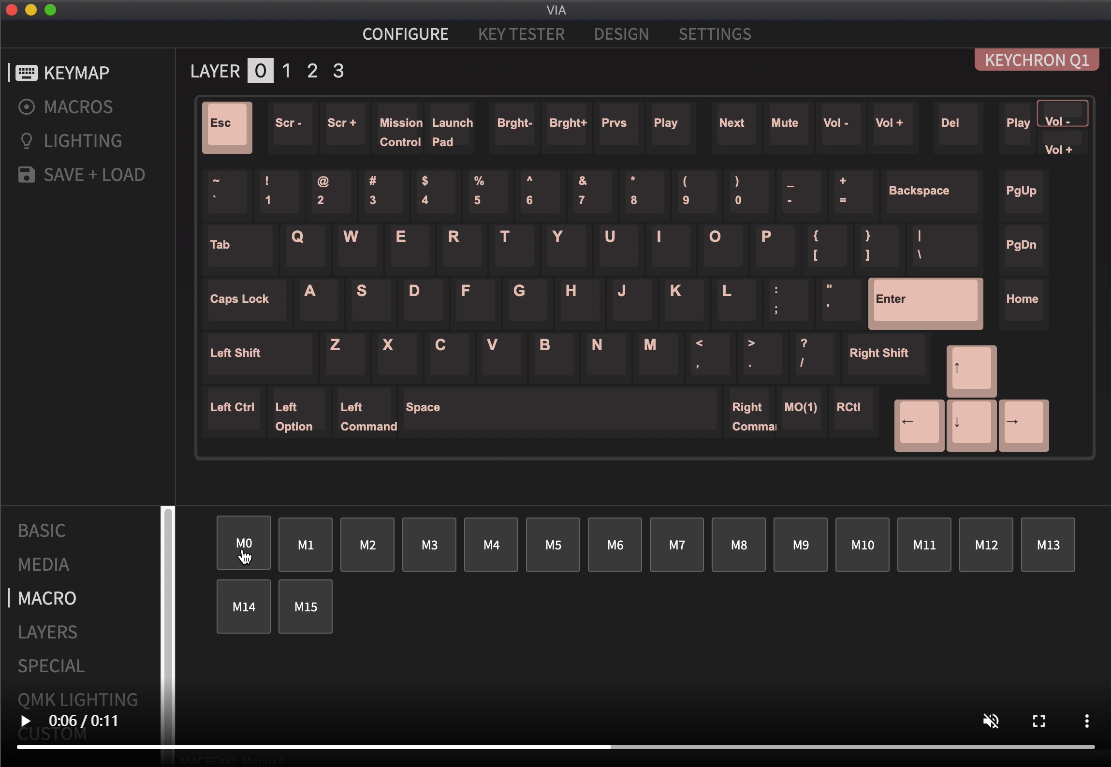 VIA
CONFIGURE KEY TESTER DESIGN SETTINGS
KEYMAP
MACROS
LIGHTING
SAVE + LOAD
LAYER 0 1 2 3
KEYCHRON Q1
Esc Scr - Scr + Mission Control Launch Pad Brght- Brght+ Prvs Play Next Mute Vol - Vol + Del Play Vol - Vol +
~ ` ! 1 @ 2 # 3 $ 4 % 5 ^ 6 & 7 * 8 ( 9 ) 0 _ - + = Backspace PgUp
Tab Q W E R T Y U I O P { [ } ] | \ PgDn
Caps Lock A S D F G H J K L : ; " ' Enter Home
Left Shift Z X C V B N M < , > . ? / Right Shift ↑
Left Ctrl Left Option Left Command Space Right Comma MO(1) RCtl ← ↓ →
BASIC
MEDIA
MACRO
LAYERS
SPECIAL
QMK LIGHTING
CUSTOM
M0 M1 M2 M3 M4 M5 M6 M7 M8 M9 M10 M11 M12 M13
M14 M15
0:06 / 0:11